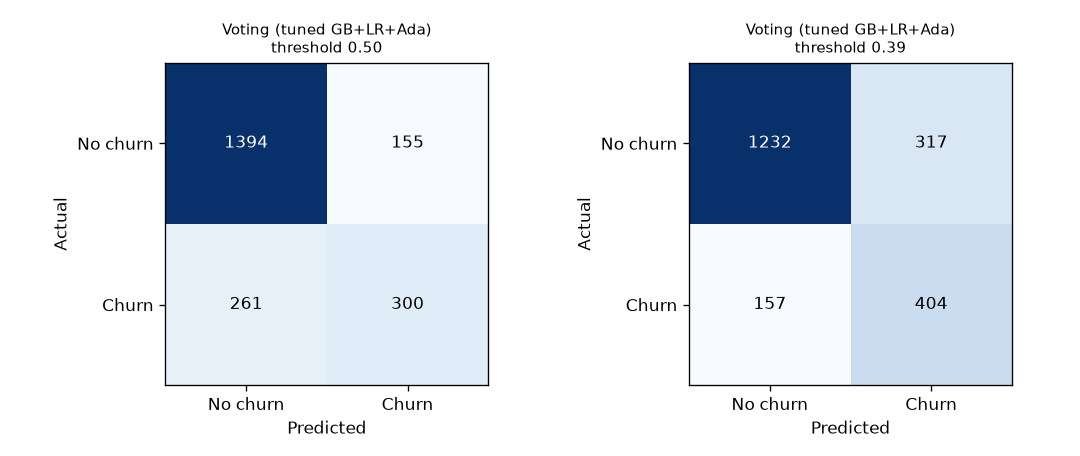 Voting (tuned GB+LR+Ada)
threshold 0.50
No churn
1394
155
Actual
Churn
261
300
No churn
Churn
Predicted
Voting (tuned GB+LR+Ada)
threshold 0.39
No churn
1232
317
Actual
Churn
157
404
No churn
Churn
Predicted